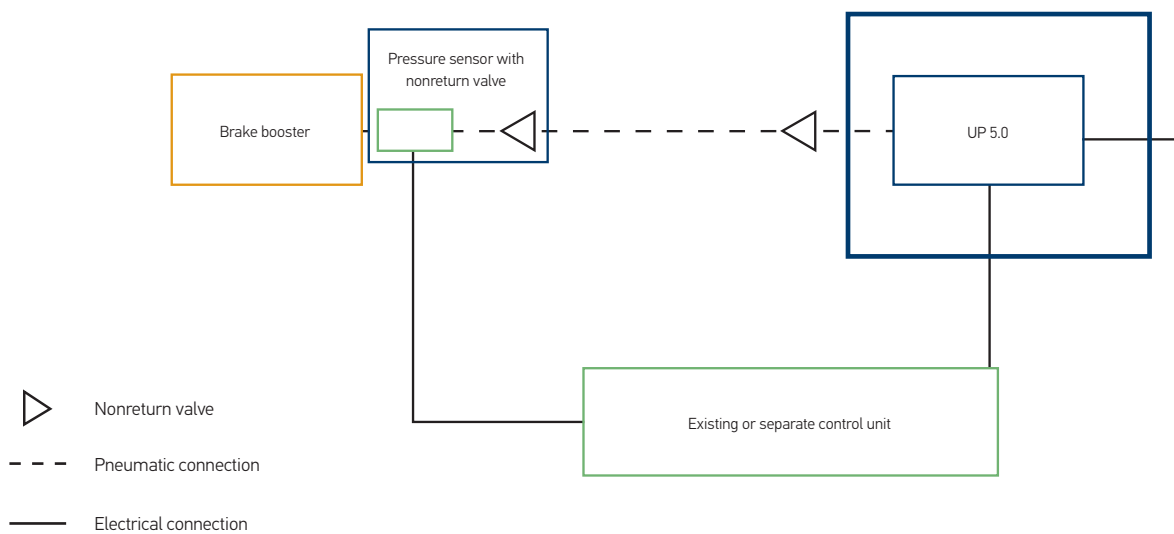 Pressure sensor with
nonreturn valve
Brake booster
UP 5.0
Existing or separate control unit
Nonreturn valve
Pneumatic connection
Electrical connection